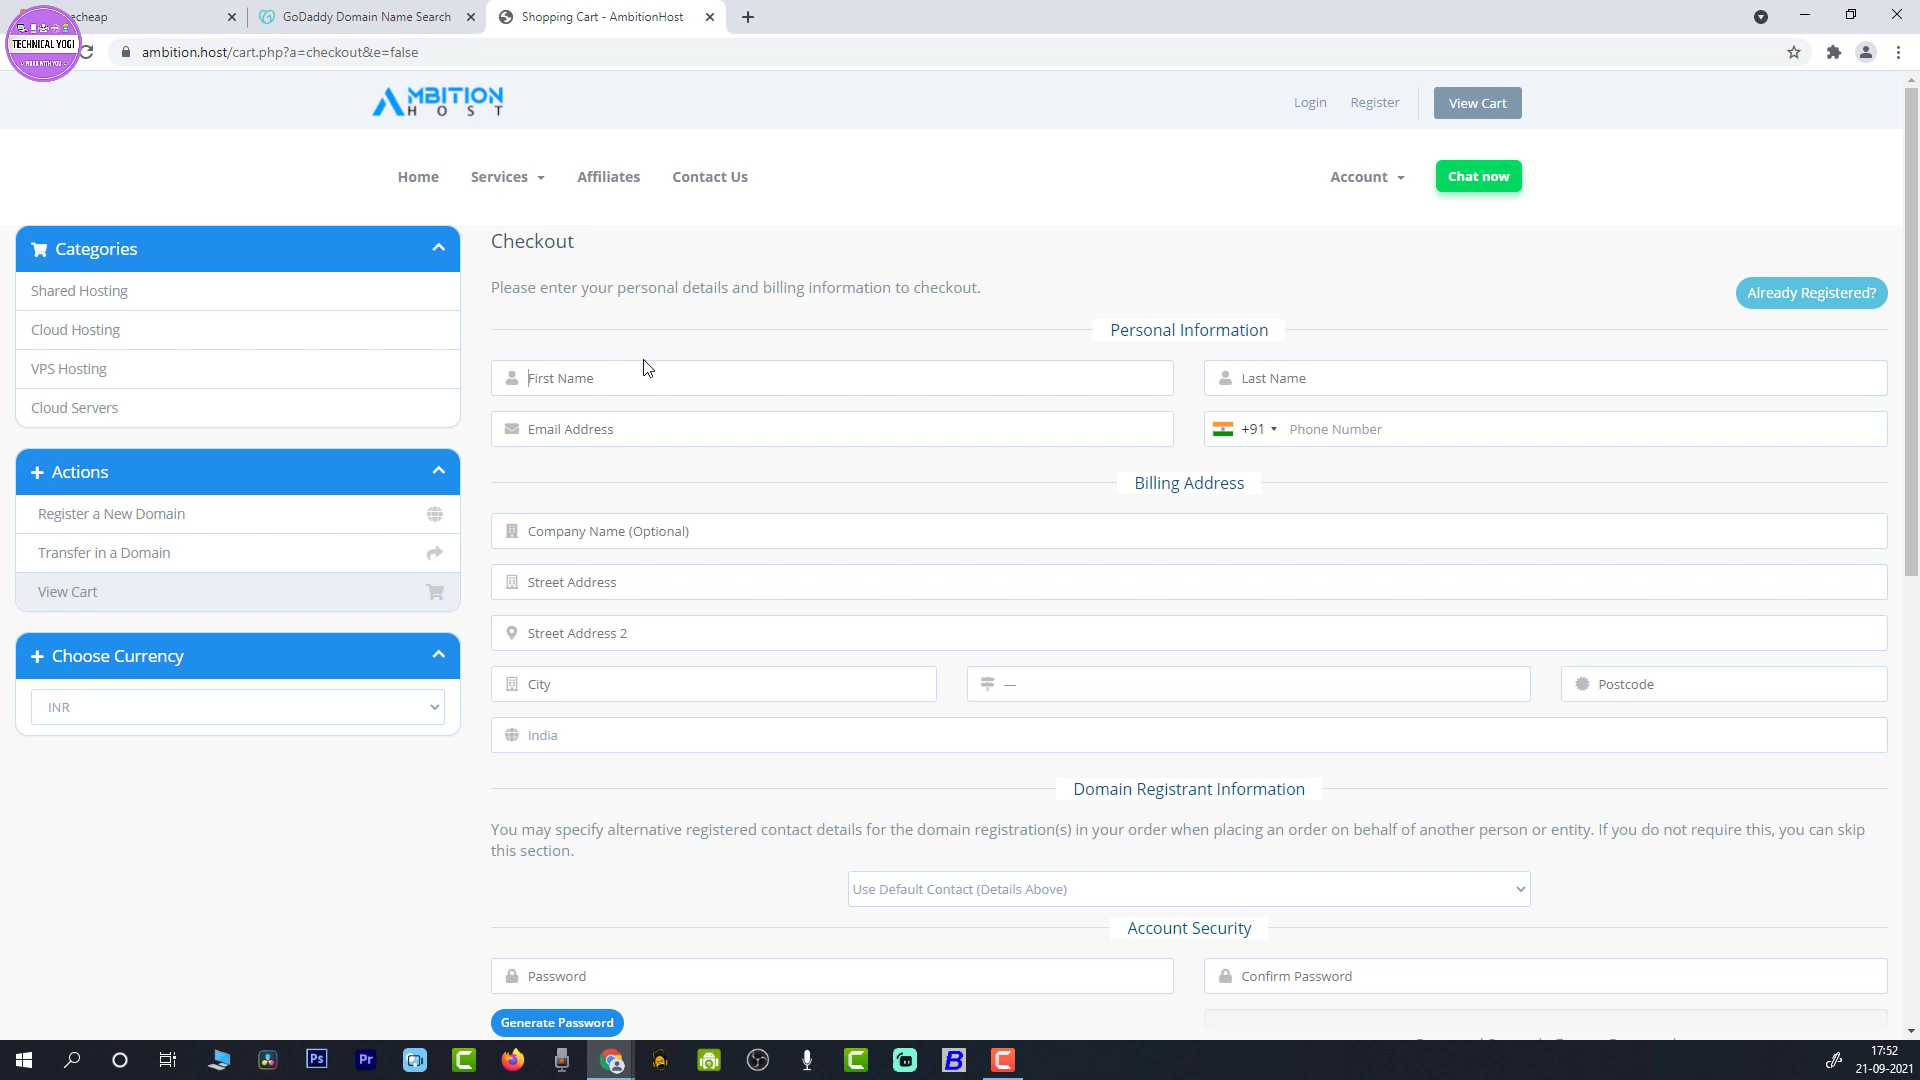 echeap
GoDaddy Domain Name Search
Shopping Cart - AmbitionHost
TECHNICAL YOGI
WORK WITH YOU
ambition.host/cart.php?a=checkout&e=false
AMBITION
HOST
Login
Register
View Cart
Home
Services
Affiliates
Contact Us
Account
Chat now
Categories
Shared Hosting
Cloud Hosting
VPS Hosting
Cloud Servers
Actions
Register a New Domain
Transfer in a Domain
View Cart
Choose Currency
INR
Checkout
Please enter your personal details and billing information to checkout.
Already Registered?
Personal Information
First Name
Last Name
Email Address
+91
Phone Number
Billing Address
Company Name (Optional)
Street Address
Street Address 2
City
—
Postcode
India
Domain Registrant Information
You may specify alternative registered contact details for the domain registration(s) in your order when placing an order on behalf of another person or entity. If you do not require this, you can skip
this section.
Use Default Contact (Details Above)
Account Security
Password
Confirm Password
Generate Password
Ps
Pr
B
17:52
21-09-2021